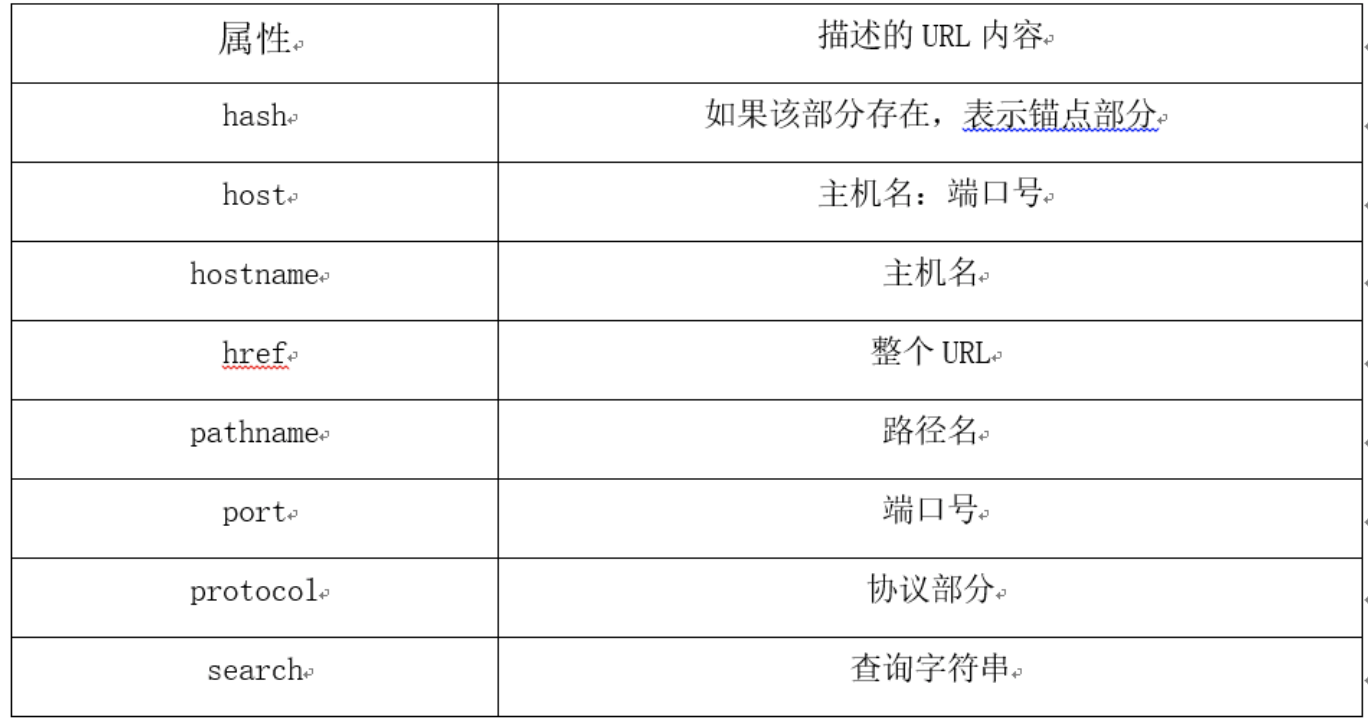 属性 描述的 URL 内容
hash 如果该部分存在，表示锚点部分
host 主机名：端口号
hostname 主机名
href 整个 URL
pathname 路径名
port 端口号
protocol 协议部分
search 查询字符串